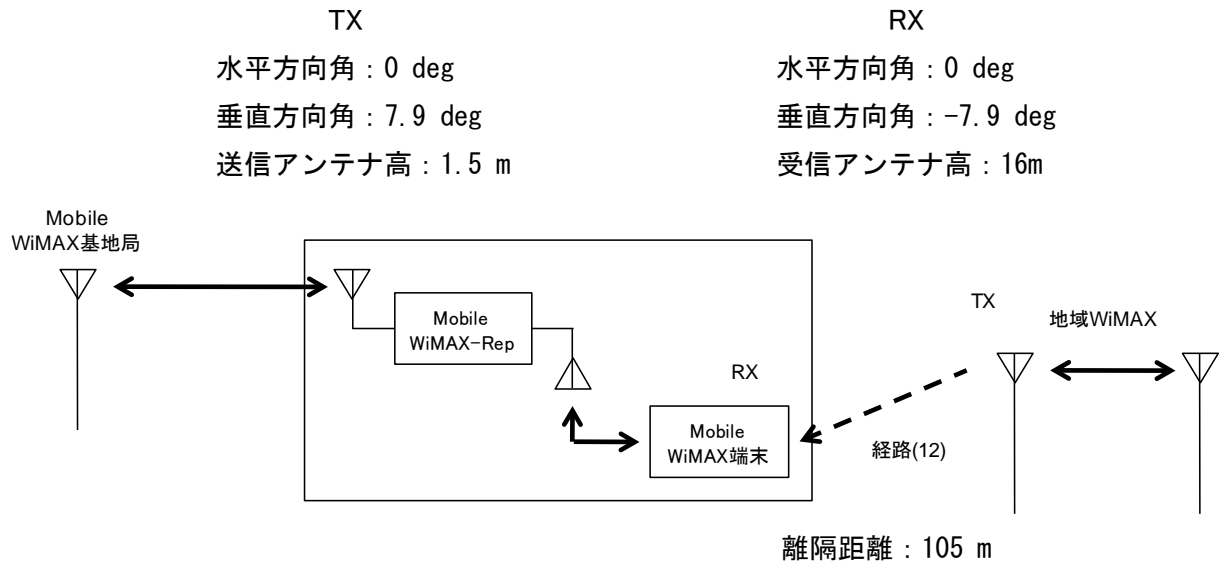 TX
水平方向角：0 deg
垂直方向角：7.9 deg
送信アンテナ高：1.5 m
RX
水平方向角：0 deg
垂直方向角：-7.9 deg
受信アンテナ高：16m
Mobile
WiMAX基地局
Mobile
WiMAX-Rep
RX
Mobile
WiMAX端末
TX
地域WiMAX
経路(12)
離隔距離：105 m